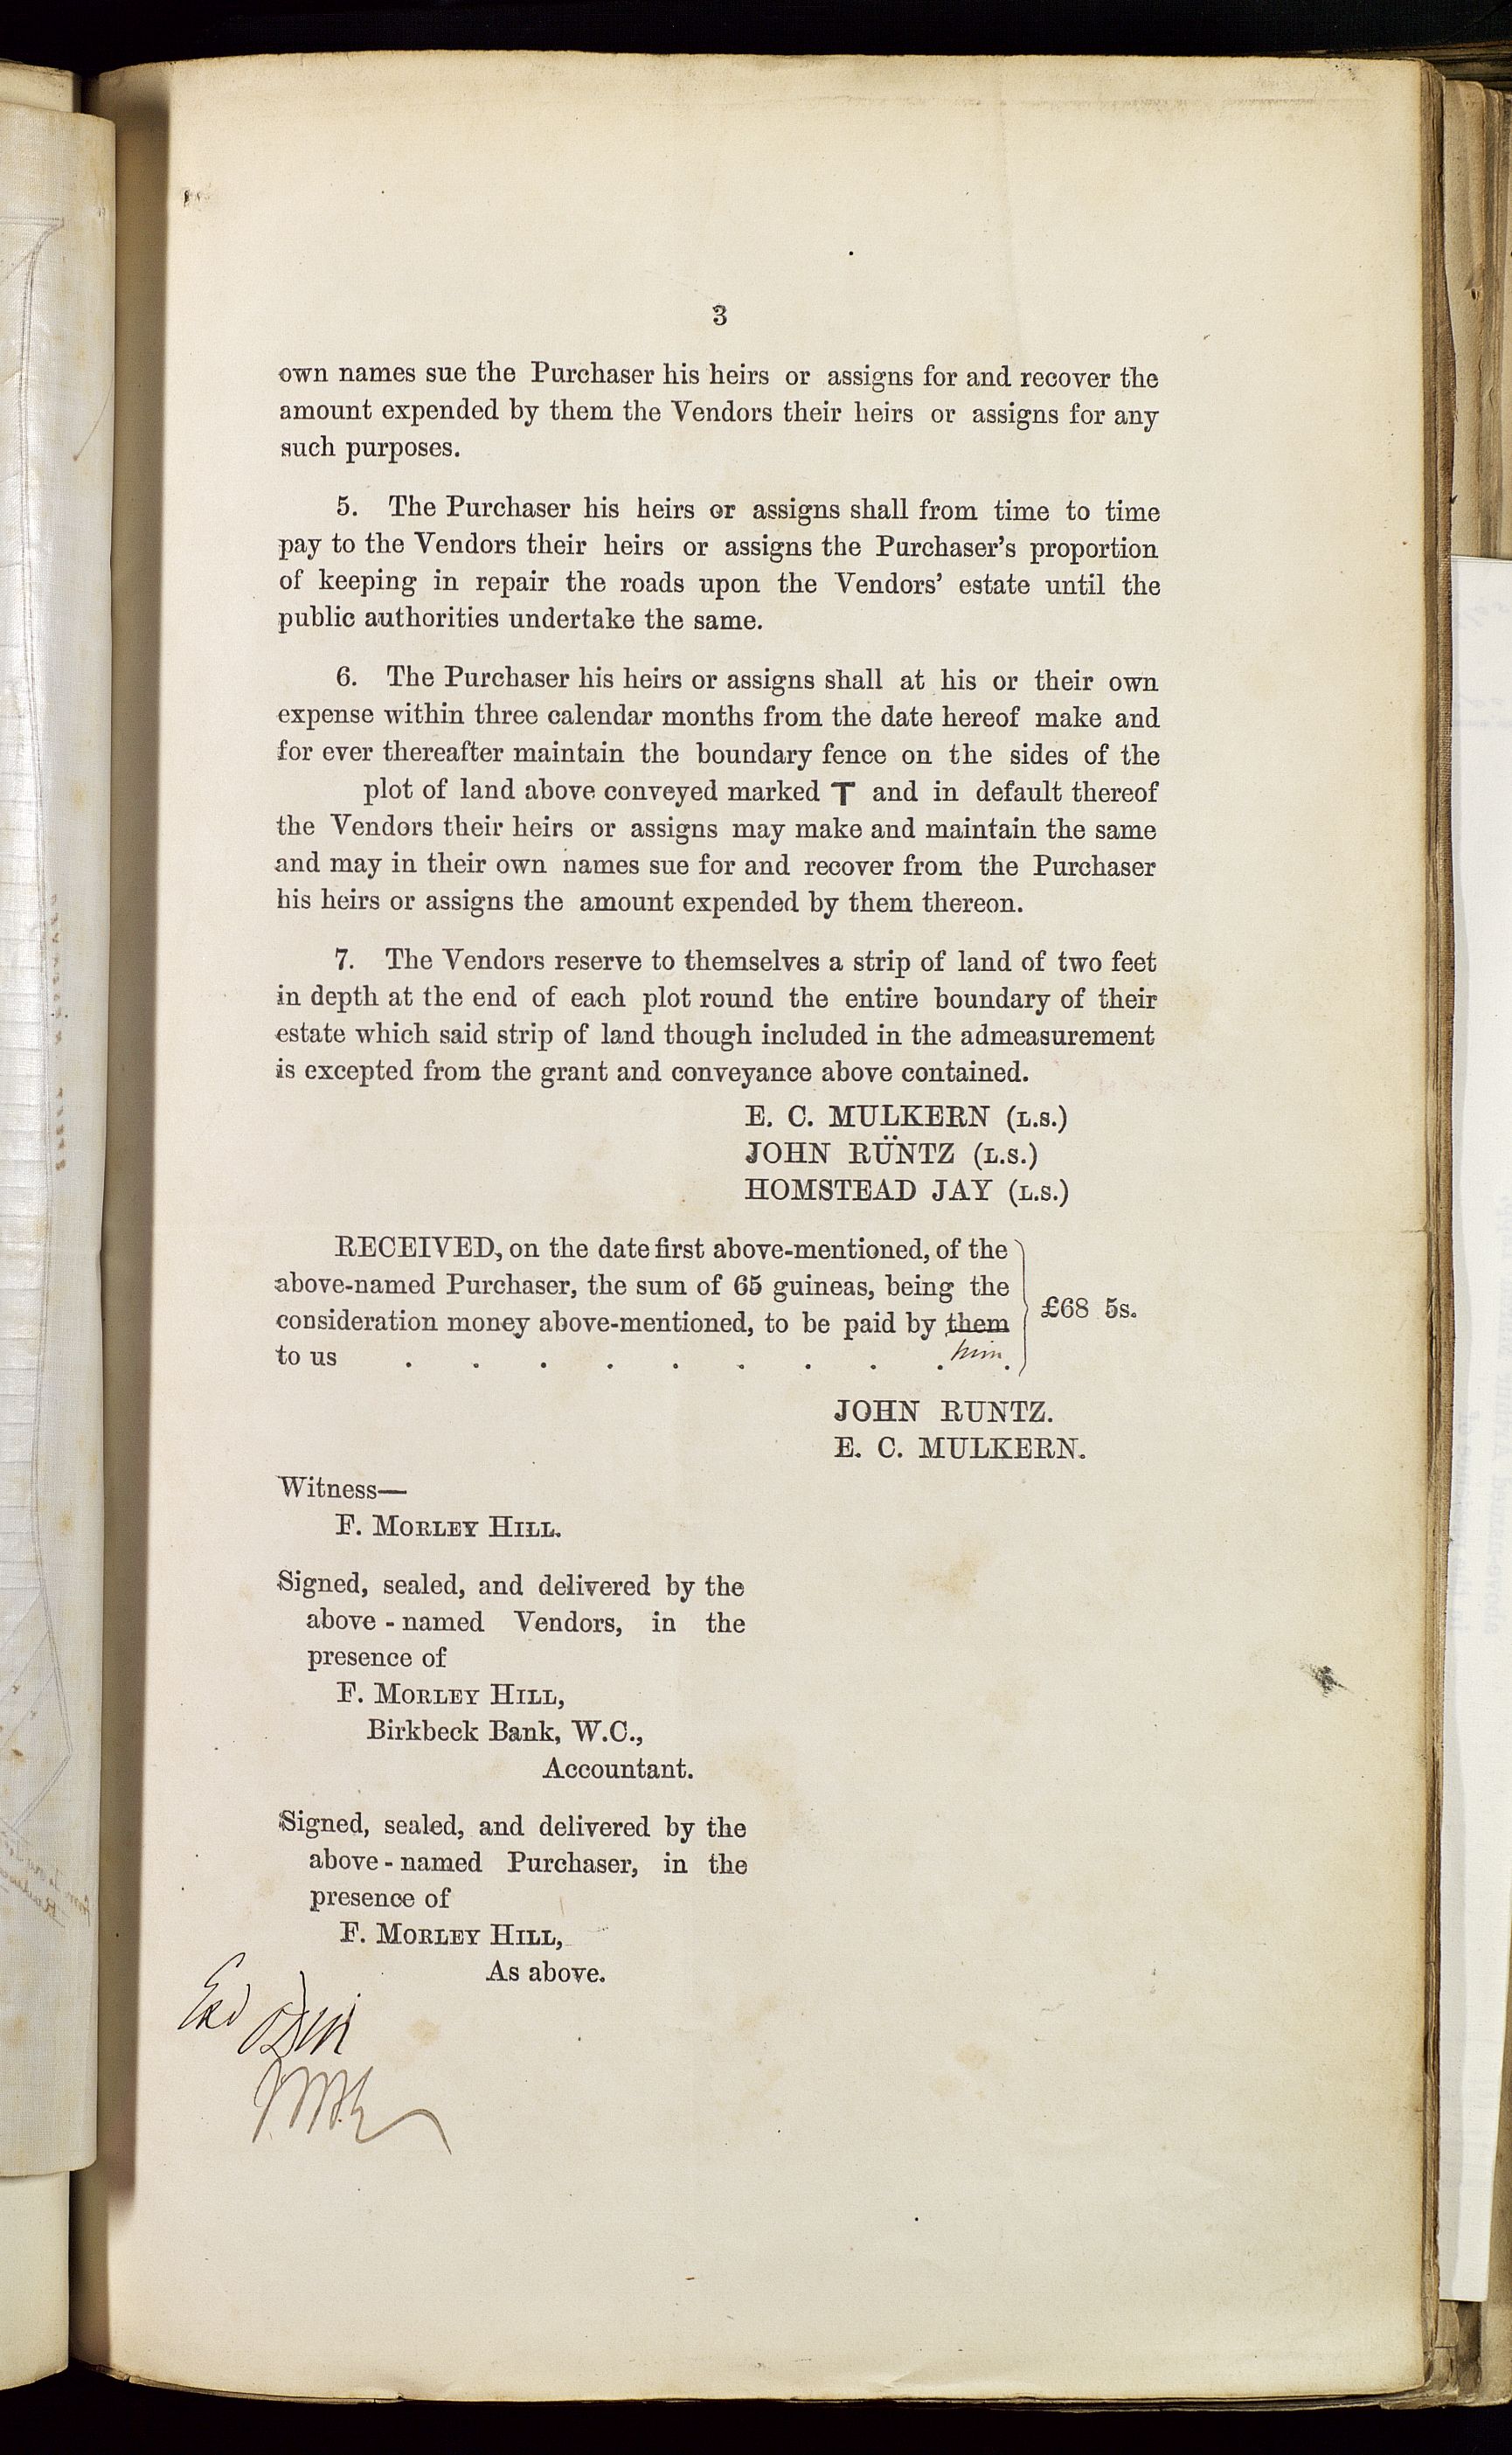 3
own names sue the Purchaser his heirs or assigns for and recover the
amount expended by them the Vendors their heirs or assigns for any
such purposes.
5. The Purchaser his heirs or assigns shall from time to time
pay to the Vendors their heirs or assigns the Purchaser's proportion
of keeping in repair the roads upon the Vendors' estate until the
public authorities undertake the same.
6. The Purchaser his heirs or assigns shall at his or their own
expense within three calendar months from the date hereof make and
for ever thereafter maintain the boundary fence on the sides of the
plot of land above conveyed marked T and in default thereof
the Vendors their heirs or assigns may make and maintain the same
and may in their own names sue for and recover from the Purchaser
his heirs or assigns the amount expended by them thereon.
7. The Vendors reserve to themselves a strip of land of two feet
in depth at the end of each plot round the entire boundary of their
estate which said strip of land though included in the admeasurement
is excepted from the grant and conveyance above contained.
E. C. MULKERN (L.S.)
JOHN RÜNTZ (L.S.)
HOMSTEAD JAY (L.S.)
RECEIVED, on the date first above-mentioned, of the
above-named Purchaser, the sum of 65 guineas, being the
consideration money above-mentioned, to be paid by them £68 5s.
him
to us . . . . . . . . . .
JOHN RUNTZ.
E. C. MULKERN.
Witness—
F. MORLEY HILL.
Signed, sealed, and delivered by the
above-named Vendors, in the
presence of
F. MORLEY HILL,
Birkbeck Bank, W.C.,
Accountant.
Signed, sealed, and delivered by the
above-named Purchaser, in the
presence of
F. MORLEY HILL,
As above.